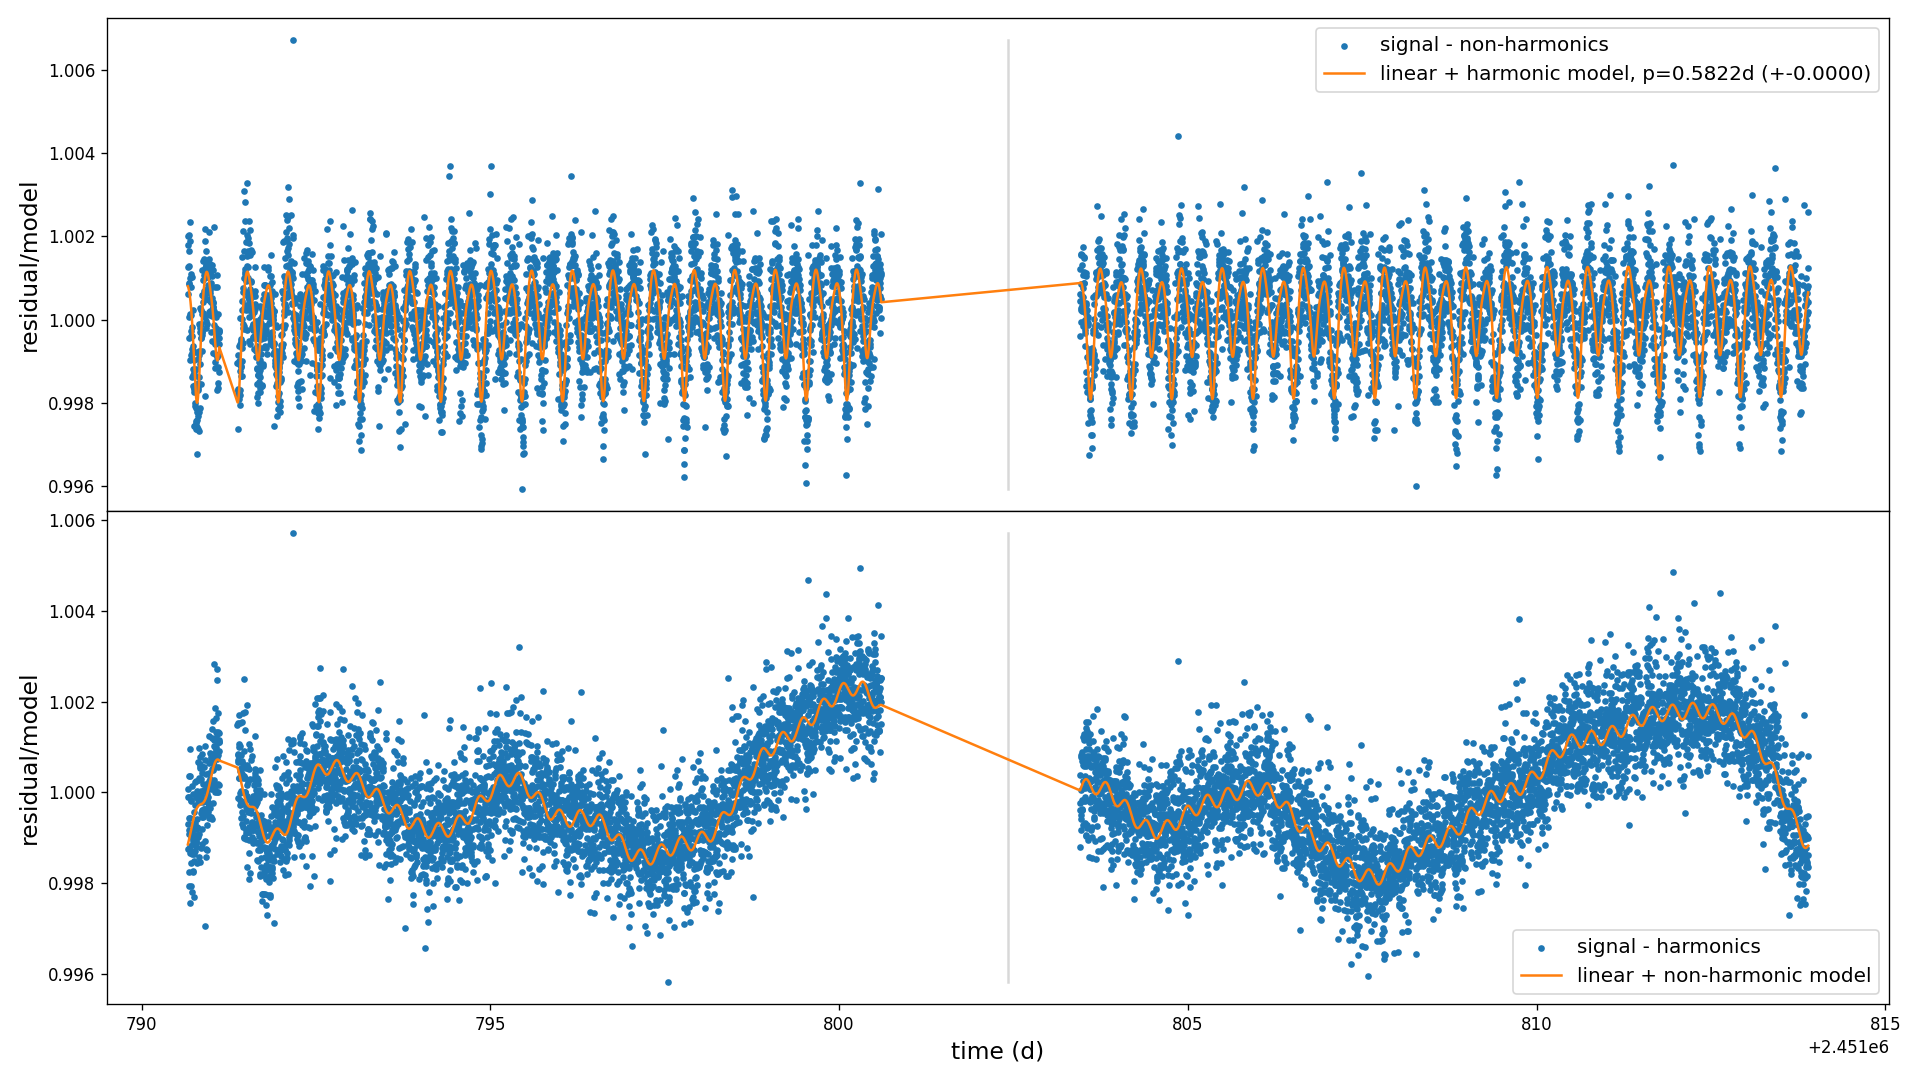 signal - non-harmonics
linear + harmonic model, p=0.5822d (+-0.0000)
1.006
1.004
1.002
1.000
0.998
0.996
residual/model
1.006
1.004
1.002
1.000
0.998
0.996
residual/model
signal - harmonics
linear + non-harmonic model
790
795
800
805
810
815
+2.451e6
time (d)